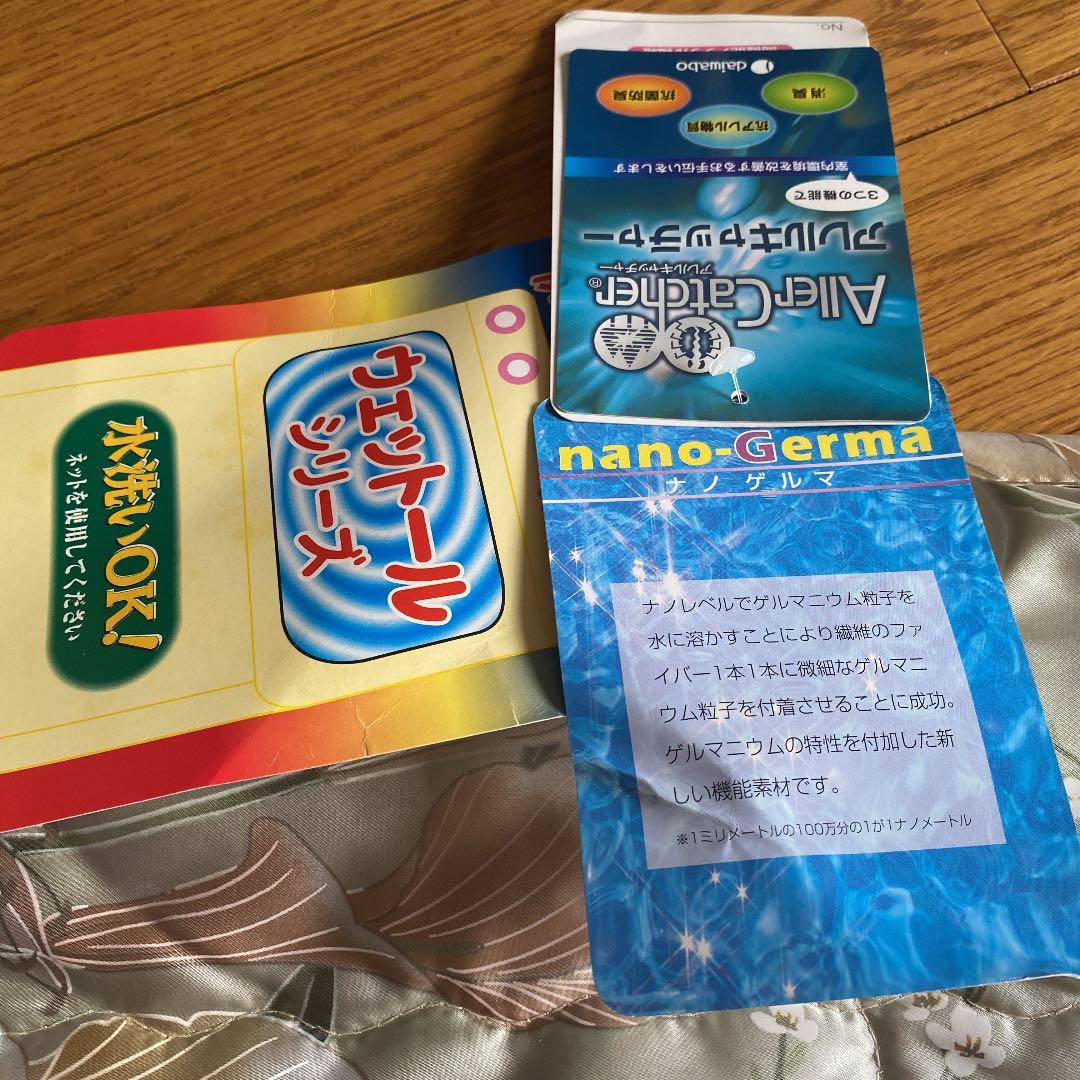 No.
daiwabo
消臭
抗菌防臭
抗アレル物質
室内環境を改善するお手伝いをします
3つの機能で
アレルキャッチャー
アレルキャッチャー
AllerCatcher®
ウェットール
シリーズ
水洗いOK!
ネットを使用してください
nano-Germa
ナノ ゲルマ
ナノレベルでゲルマニウム粒子を
水に溶かすことにより繊維のファ
イバー1本1本に微細なゲルマニ
ウム粒子を付着させることに成功。
ゲルマニウムの特性を付加した新
しい機能素材です。
※1ミリメートルの100万分の1が1ナノメートル